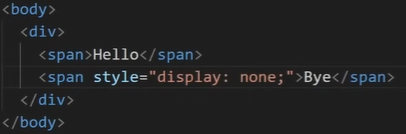 <body>
<div>
<span>Hello</span>
<span style="display: none;">Bye</span>
</div>
</body>